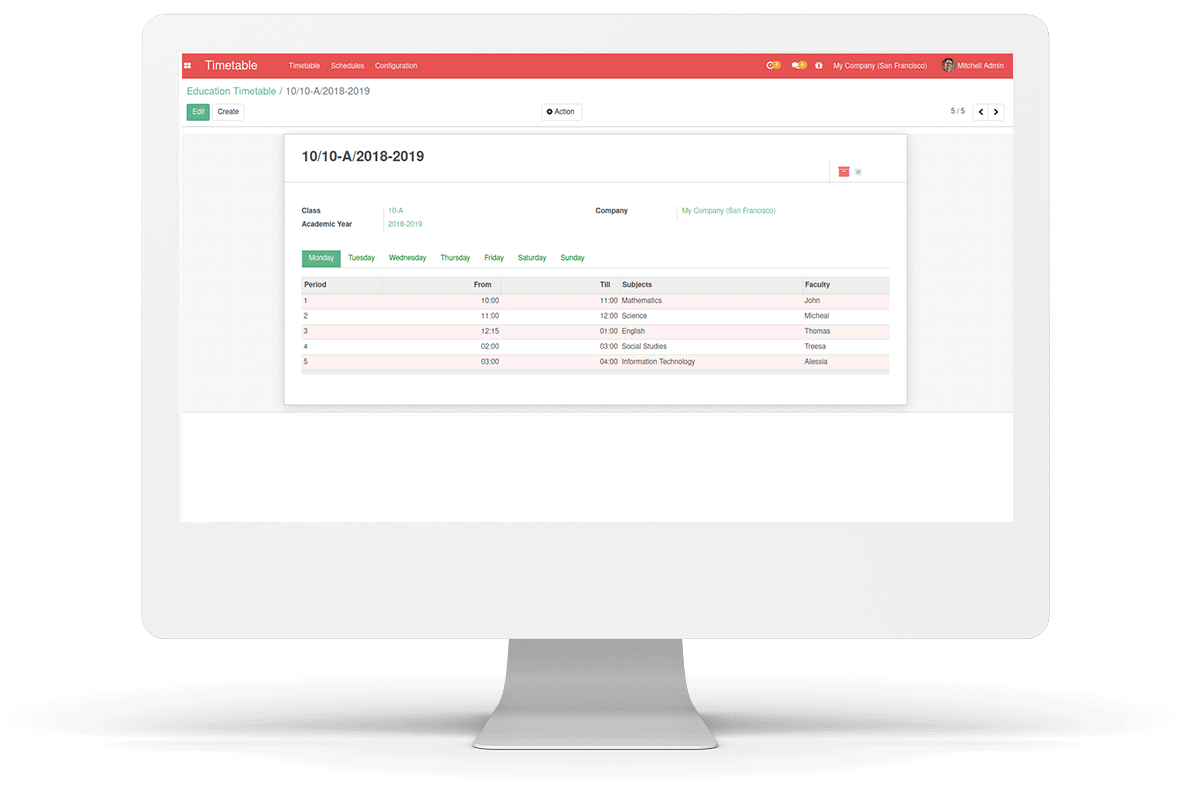 Timetable Timetable Schedules Configuration My Company (San Francisco) Mitchell Admin
Education Timetable / 10/10-A/2018-2019
Edit Create Action 5 / 5
10/10-A/2018-2019
Class 10-A Company My Company (San Francisco)
Academic Year 2018-2019
Monday Tuesday Wednesday Thursday Friday Saturday Sunday
Period From Till Subjects Faculty
1 10:00 11:00 Mathematics John
2 11:00 12:00 Science Micheal
3 12:15 01:00 English Thomas
4 02:00 03:00 Social Studies Treesa
5 03:00 04:00 Information Technology Alessia